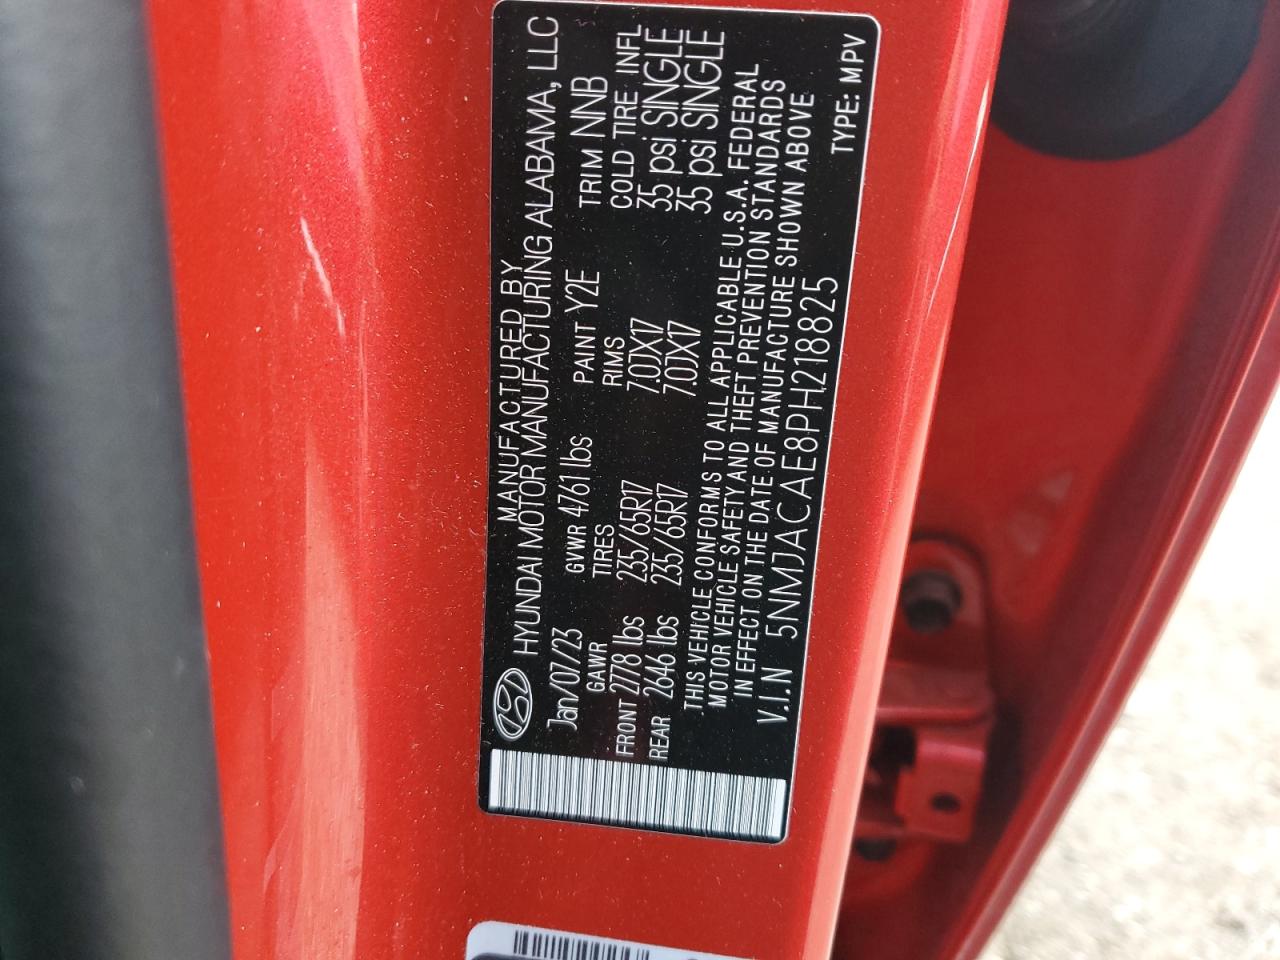 MANUFACTURED BY
HYUNDAI MOTOR MANUFACTURING ALABAMA, LLC
Jan/07/23 GVWR 4761 lbs PAINT Y2E TRIM NNB
GAWR TIRES RIMS COLD TIRE INFL
FRONT 2778 lbs 235/65R17 7.0JX17 35 psi SINGLE
REAR 2646 lbs 235/65R17 7.0JX17 35 psi SINGLE
THIS VEHICLE CONFORMS TO ALL APPLICABLE U.S.A. FEDERAL
MOTOR VEHICLE SAFETY AND THEFT PREVENTION STANDARDS
IN EFFECT ON THE DATE OF MANUFACTURE SHOWN ABOVE
V.I.N 5NMJACAE8PH218825 TYPE: MPV